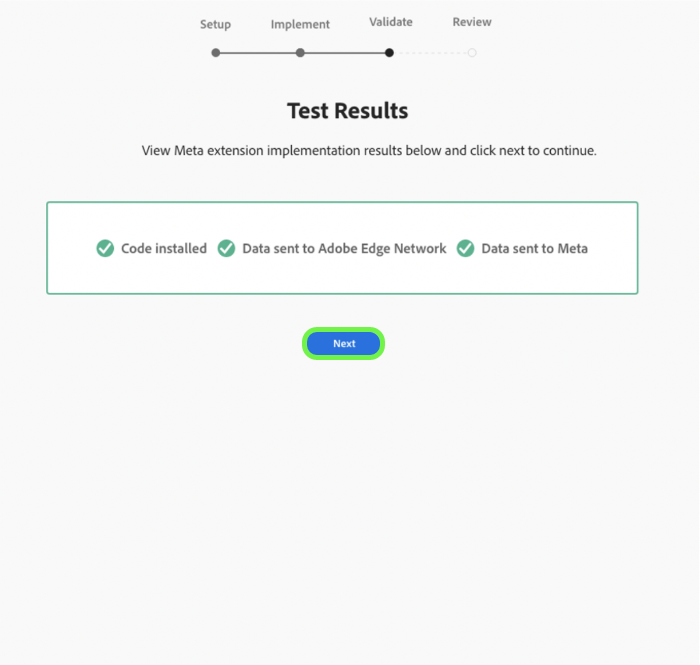 Setup Implement Validate Review
Test Results
View Meta extension implementation results below and click next to continue.
Code installed Data sent to Adobe Edge Network Data sent to Meta
Next